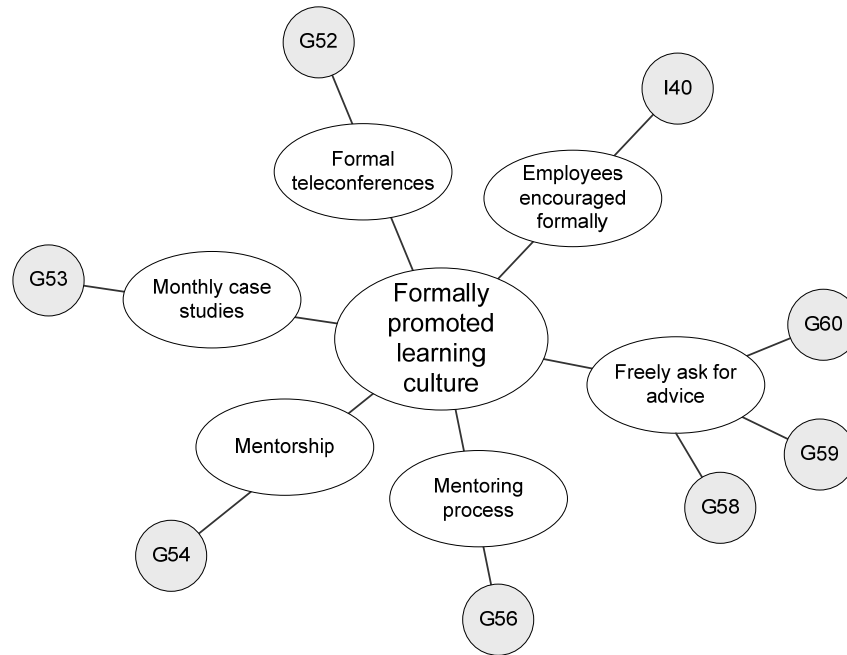 G52
I40
Formal
teleconferences
Employees
encouraged
formally
G53
Monthly case
studies
Formally
promoted
learning
culture
G60
Freely ask for
advice
Mentorship
G59
Mentoring
process
G58
G54
G56